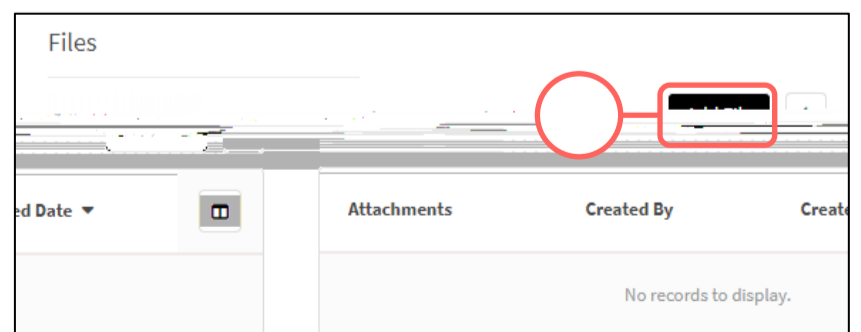 Files
ed Date Attachments Created By Create
No records to display.